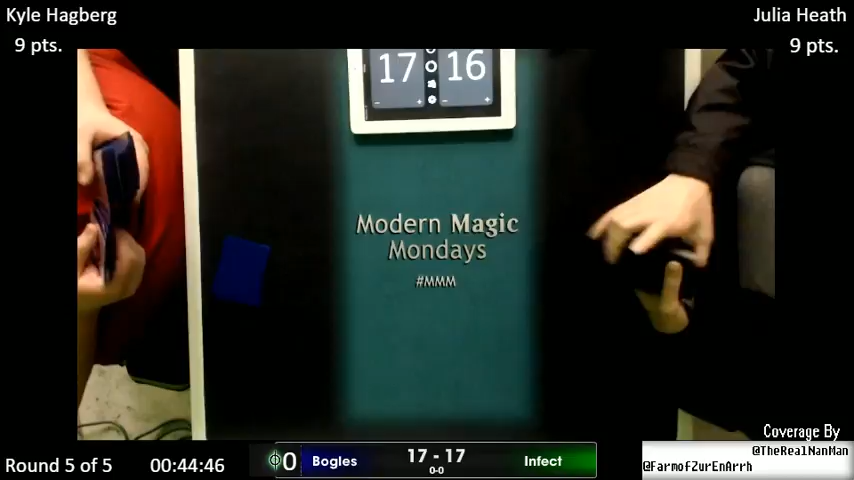 Kyle Hagberg
9 pts.
Julia Heath
9 pts.
17 16
Modern Magic
Mondays
#MMM
Coverage By
@TheRealNanMan
@FarmofZurEnArrh
Round 5 of 5
00:44:46
0
Bogles
17 - 17
0-0
Infect